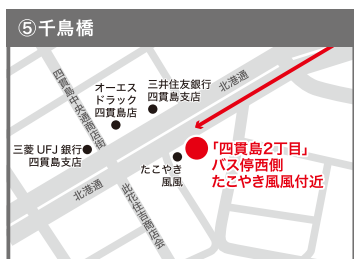 ⑤千鳥橋
四貫島中央通商店街
オーエス
ドラック
四貫島店
三井住友銀行
四貫島支店
北港通
三菱UFJ銀行
四貫島支店
たこやき
風風
「四貫島2丁目」
バス停西側
たこやき風風付近
北港通
此花住吉商店会